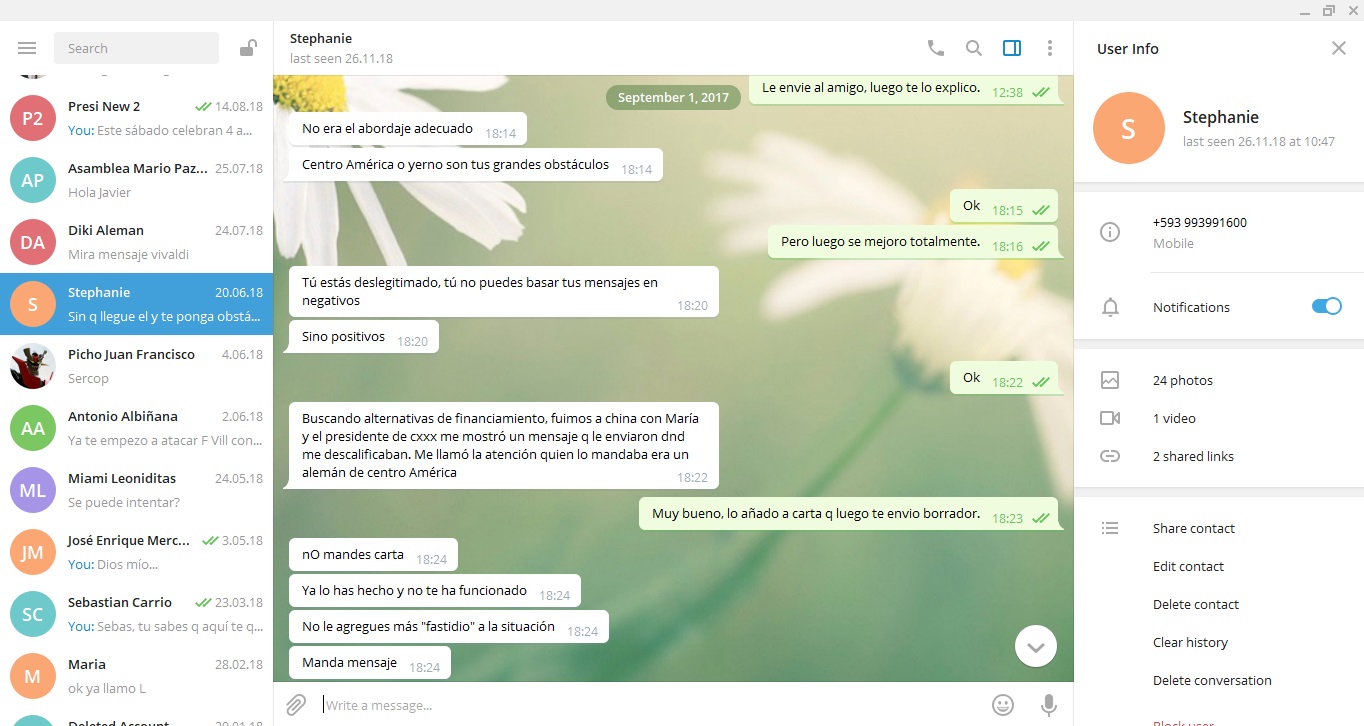 Search
Presi New 2
14.08.18
P2
You: Este sábado celebran 4 a...
Asamblea Mario Paz...
25.07.18
AP
Hola Javier
Diki Aleman
24.07.18
DA
Mira mensaje vivaldi
Stephanie
20.06.18
S
Sin q llegue el y te ponga obstá...
Picho Juan Francisco
4.06.18
Sercop
Antonio Albiñana
2.06.18
AA
Ya te empezo a atacar F Vill con...
Miami Leoniditas
24.05.18
ML
Se puede intentar?
José Enrique Merc...
3.05.18
JM
You: Dios mío...
Sebastian Carrio
23.03.18
SC
You: Sebas, tu sabes q aquí te q...
Maria
28.02.18
M
ok ya llamo L
Deleted Account
Stephanie
last seen 26.11.18
Le envie al amigo, luego te lo explico.
12:38
September 1, 2017
No era el abordaje adecuado
18:14
Centro América o yerno son tus grandes obstáculos
18:14
Ok
18:15
Pero luego se mejoro totalmente.
18:16
Tú estás deslegitimado, tú no puedes basar tus mensajes en
negativos
18:20
Sino positivos
18:20
Ok
18:22
Buscando alternativas de financiamiento, fuimos a china con María
y el presidente de cxxx me mostró un mensaje q le enviaron dnd
me descalificaban. Me llamó la atención quien lo mandaba era un
alemán de centro América
18:22
Muy bueno, lo añado a carta q luego te envio borrador.
18:23
nO mandes carta
18:24
Ya lo has hecho y no te ha funcionado
18:24
No le agregues más "fastidio" a la situación
18:24
Manda mensaje
18:24
Write a message...
User Info
S
Stephanie
last seen 26.11.18 at 10:47
+593 993991600
Mobile
Notifications
24 photos
1 video
2 shared links
Share contact
Edit contact
Delete contact
Clear history
Delete conversation
Block user